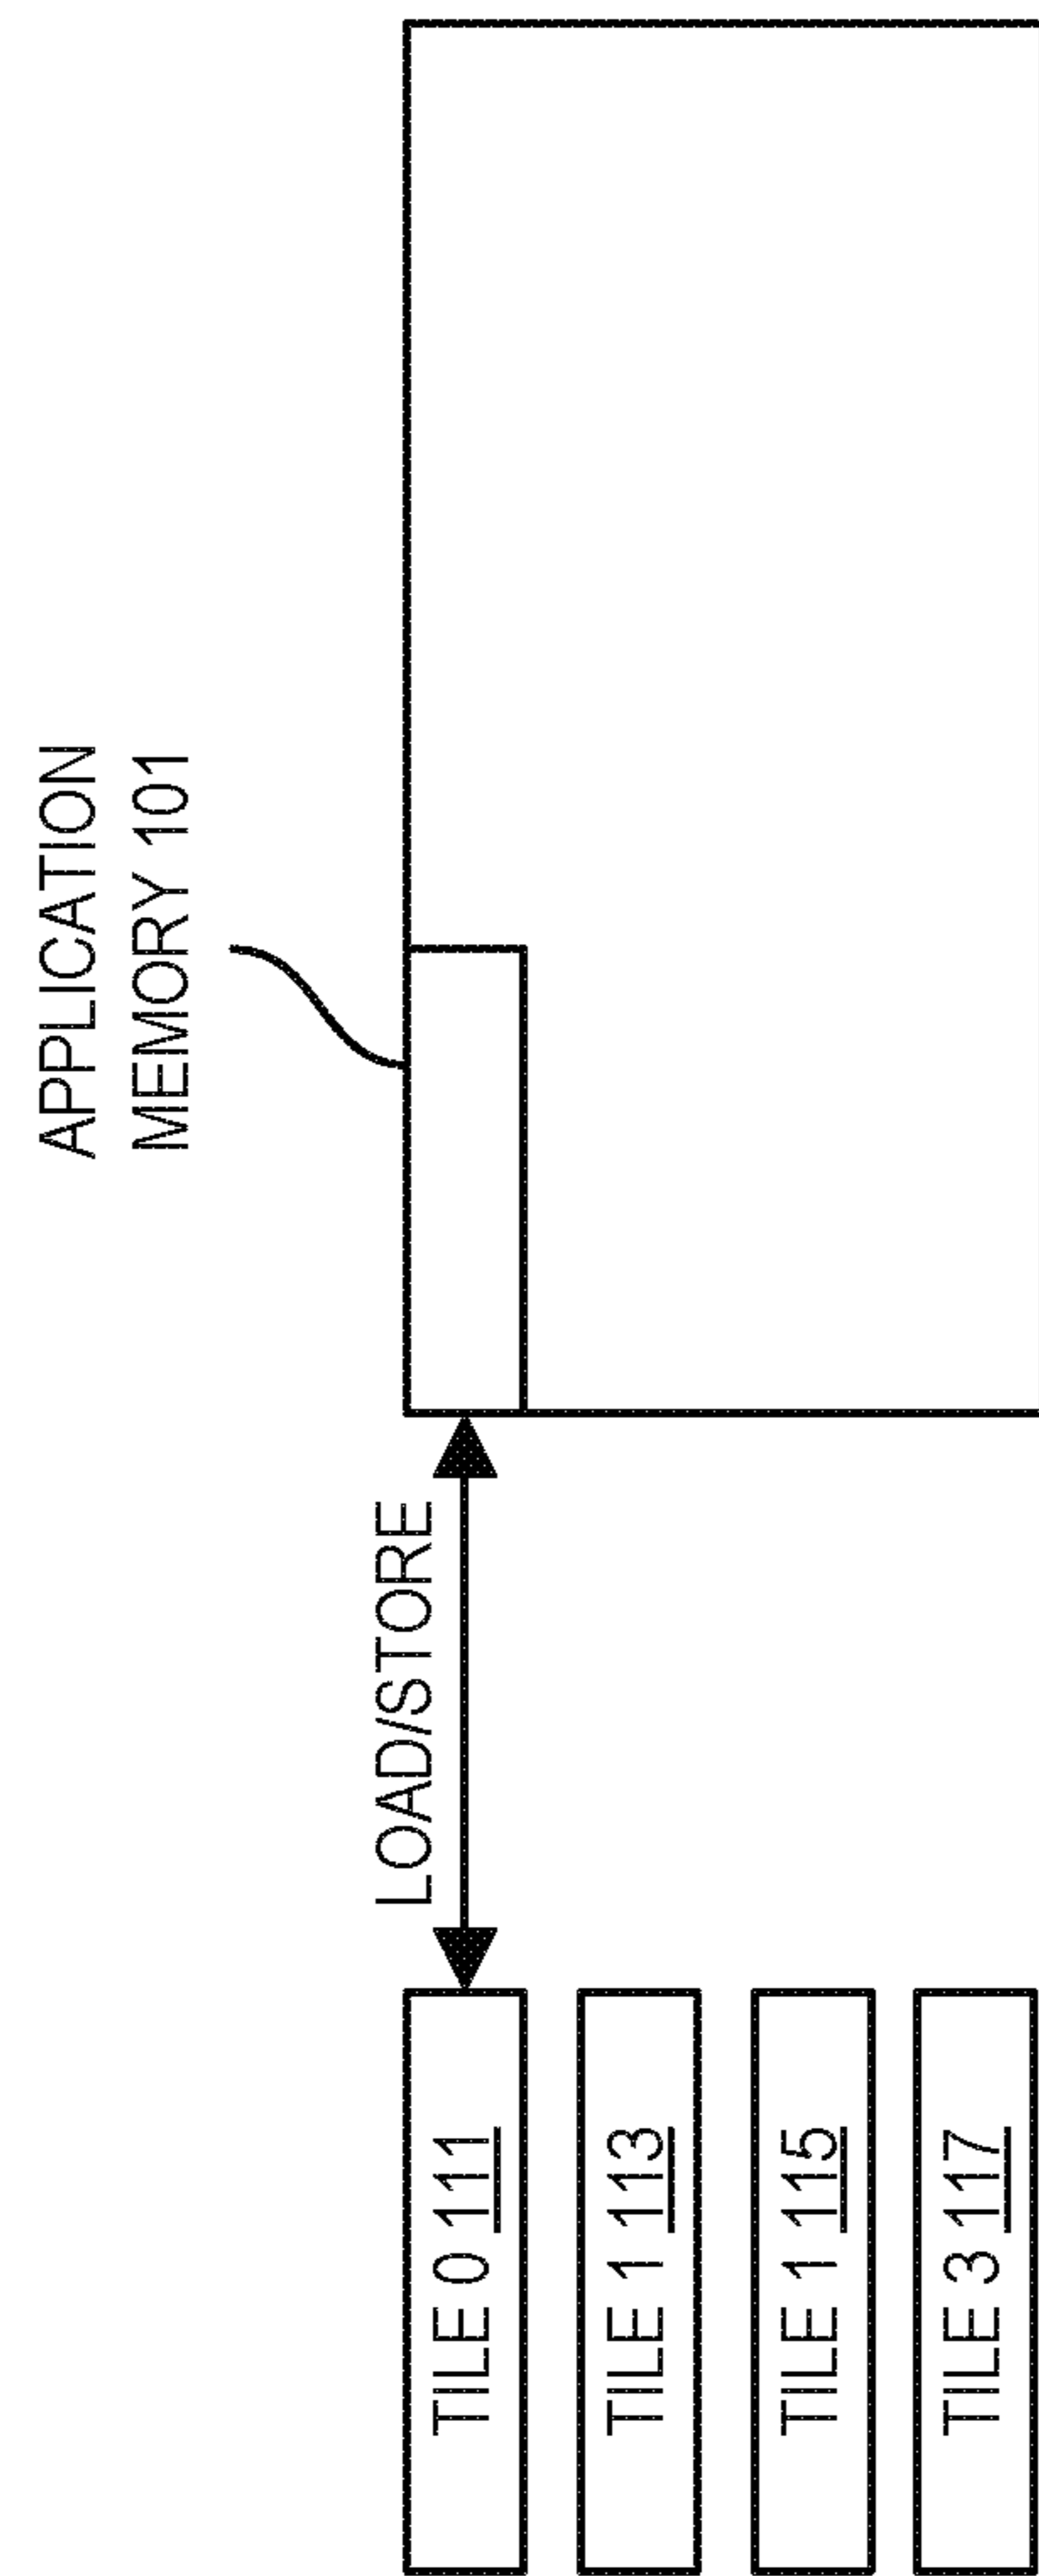 APPLICATION
MEMORY 101
LOAD/STORE
TILE 0 111
TILE 1 113
TILE 1 115
TILE 3 117